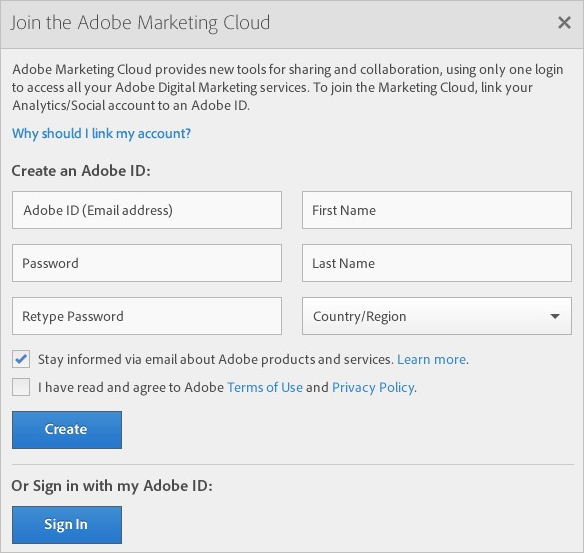 Join the Adobe Marketing Cloud
Adobe Marketing Cloud provides new tools for sharing and collaboration, using only one login
to access all your Adobe Digital Marketing services. To join the Marketing Cloud, link your
Analytics/Social account to an Adobe ID.
Why should I link my account?
Create an Adobe ID:
Adobe ID (Email address) First Name
Password Last Name
Retype Password Country/Region
Stay informed via email about Adobe products and services. Learn more.
I have read and agree to Adobe Terms of Use and Privacy Policy.
Create
Or Sign in with my Adobe ID:
Sign In